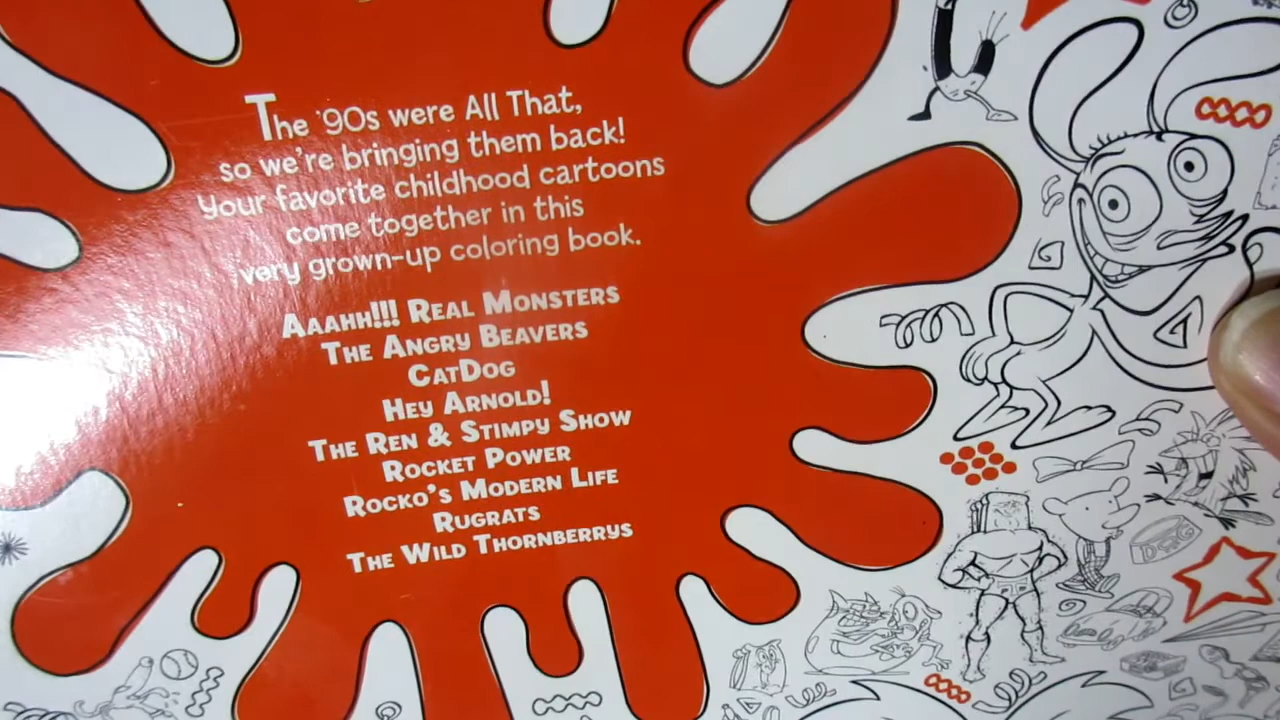 The '90s were All That,
so we're bringing them back!
Your favorite childhood cartoons
come together in this
very grown-up coloring book.
Aaahh!!! Real Monsters
The Angry Beavers
CatDog
Hey Arnold!
The Ren & Stimpy Show
Rocket Power
Rocko's Modern Life
Rugrats
The Wild Thornberrys
DOG